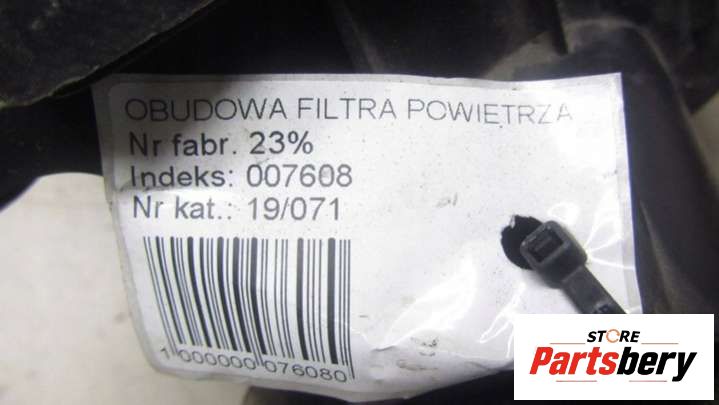 OBUDOWA FILTRA POWIETRZA
Nr fabr. 23%
Indeks: 007608
Nr kat.: 19/071
1 000000 076080
STORE
Partsbery